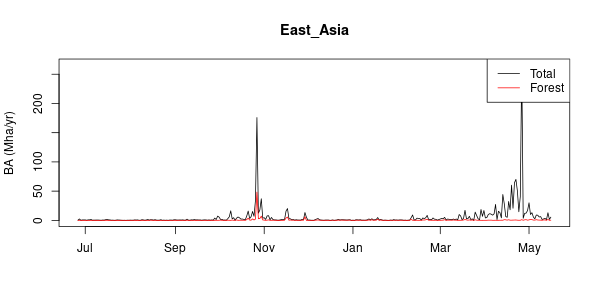 East_Asia
Total
Forest
BA (Mha/yr)
200
100
50
0
Jul Sep Nov Jan Mar May